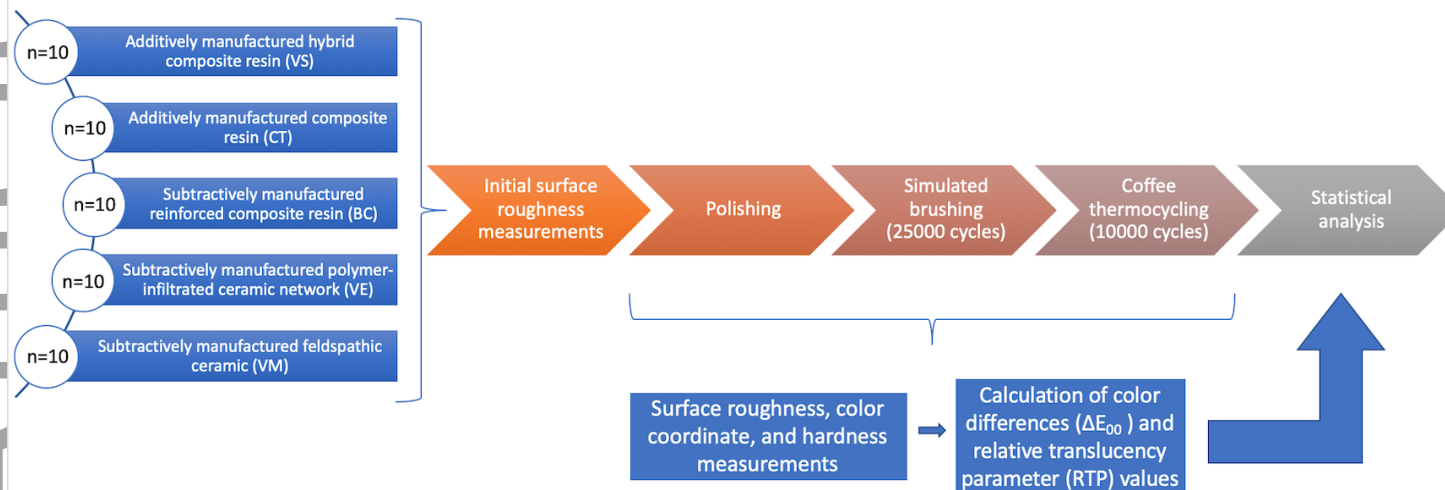 n=10
Additively manufactured hybrid
composite resin (VS)
n=10
Additively manufactured composite
resin (CT)
n=10
Subtractively manufactured
reinforced composite resin (BC)
n=10
Subtractively manufactured polymer-
infiltrated ceramic network (VE)
n=10
Subtractively manufactured feldspathic
ceramic (VM)
Initial surface
roughness
measurements
Polishing
Simulated
brushing
(25000 cycles)
Coffee
thermocycling
(10000 cycles)
Statistical
analysis
Surface roughness, color
coordinate, and hardness
measurements
Calculation of color
differences (ΔE₀₀ ) and
relative translucency
parameter (RTP) values